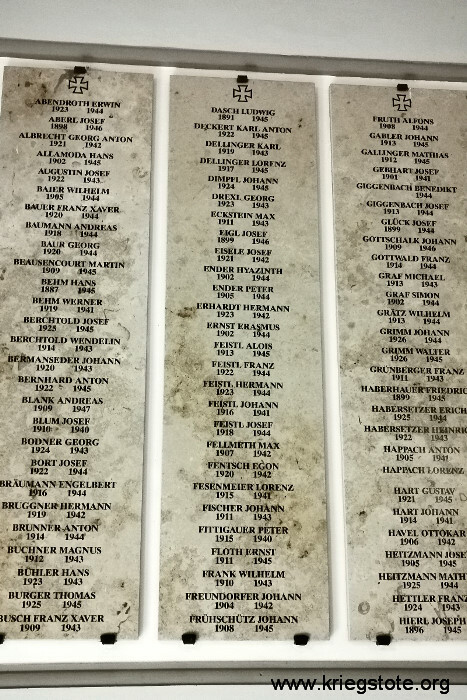 ABENDROTH ERWIN
1923 1944
ABERL JOSEF
1898 1946
ALBRECHT GEORG ANTON
1921 1942
ALLAMODA HANS
1902 1945
AUGUSTIN JOSEF
1922 1943
BAIER WILHELM
1905 1944
BAUER FRANZ XAVER
1920 1944
BAUMANN ANDREAS
1918 1944
BAUR GEORG
1920 1944
BEAUSENCOURT MARTIN
1909 1945
BEHM HANS
1887 1945
BEHM WERNER
1919 1941
BERCHTOLD JOSEF
1925 1945
BERCHTOLD WENDELIN
1914 1943
BERMANSEDER JOHANN
1920 1943
BERNHARD ANTON
1922 1945
BLANK ANDREAS
1909 1947
BLUM JOSEF
1910 1940
BODNER GEORG
1924 1943
BORT JOSEF
1922 1944
BRÄUMANN ENGELBERT
1916 1944
BRUGGNER HERMANN
1919 1942
BRUNNER ANTON
1914 1944
BUCHNER MAGNUS
1912 1943
BÜHLER HANS
1923 1943
BURGER THOMAS
1925 1945
BUSCH FRANZ XAVER
1909 1943
DASCH LUDWIG
1891 1945
DECKERT KARL ANTON
1922 1945
DELLINGER KARL
1919 1943
DELLINGER LORENZ
1917 1945
DIMPFL JOHANN
1924 1945
DREXL GEORG
1923 1943
ECKSTEIN MAX
1911 1943
EIGL JOSEF
1899 1946
EISELE JOSEF
1921 1942
ENDER HYAZINTH
1902 1944
ENDER PETER
1905 1944
ERHARDT HERMANN
1923 1942
ERNST ERASMUS
1902 1944
FEISTL ALOIS
1913 1945
FEISTL FRANZ
1922 1944
FEISTL HERMANN
1923 1944
FEISTL JOHANN
1916 1941
FEISTL JOSEF
1918 1944
FELLMETH MAX
1907 1942
FENTSCH EGON
1920 1942
FESENMEIER LORENZ
1915 1941
FISCHER JOHANN
1911 1943
FITTIGAUER PETER
1915 1940
FLOTH ERNST
1911 1945
FRANK WILHELM
1910 1943
FREUNDORFER JOHANN
1904 1942
FRÜHSCHÜTZ JOHANN
1908 1945
FRUTH ALFONS
1908 1944
GABLER JOHANN
1913 1945
GALLINGER MATHIAS
1912 1945
GEBHART JOSEF
1901 1941
GIGGENBACH BENEDIKT
1944
GIGGENBACH JOSEF
1913 1944
GLÜCK JOSEF
1899 1944
GOTTSCHALK JOHANN
1909 1946
GOTTWALD FRANZ
1914 1944
GRAF MICHAEL
1913 1943
GRAF SIMON
1902 1944
GRÄTZ WILHELM
1913 1944
GRIMM JOHANN
1926 1944
GRIMM WALTER
1926 1945
GRÜNBERGER FRANZ
1911 1943
HABERHAUER FRIEDRIC
1899 1945
HABERSETZER ERICH
1925 1944
HABERSETZER HEINRIC
1922 1943
HAPPACH ANTON
1905 1941
HAPPACH LORENZ
HART GUSTAV
1921 1945
HART JOHANN
1914 1941
HAVEL OTTOKAR
1906 1942
HEITZMANN JOSE
1905 1945
HEITZMANN MATH
1925 1944
HETTLER FRANZ
1924 1943
HIERL JOSEPH
1896 1945
www.kriegstote.org